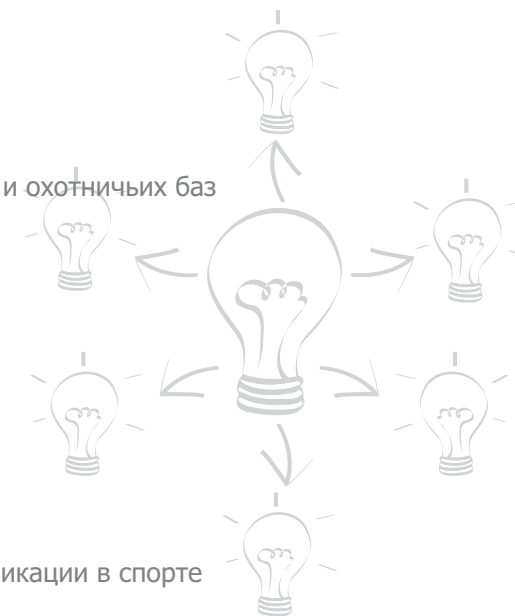 и охотничьих баз
икации в спорте